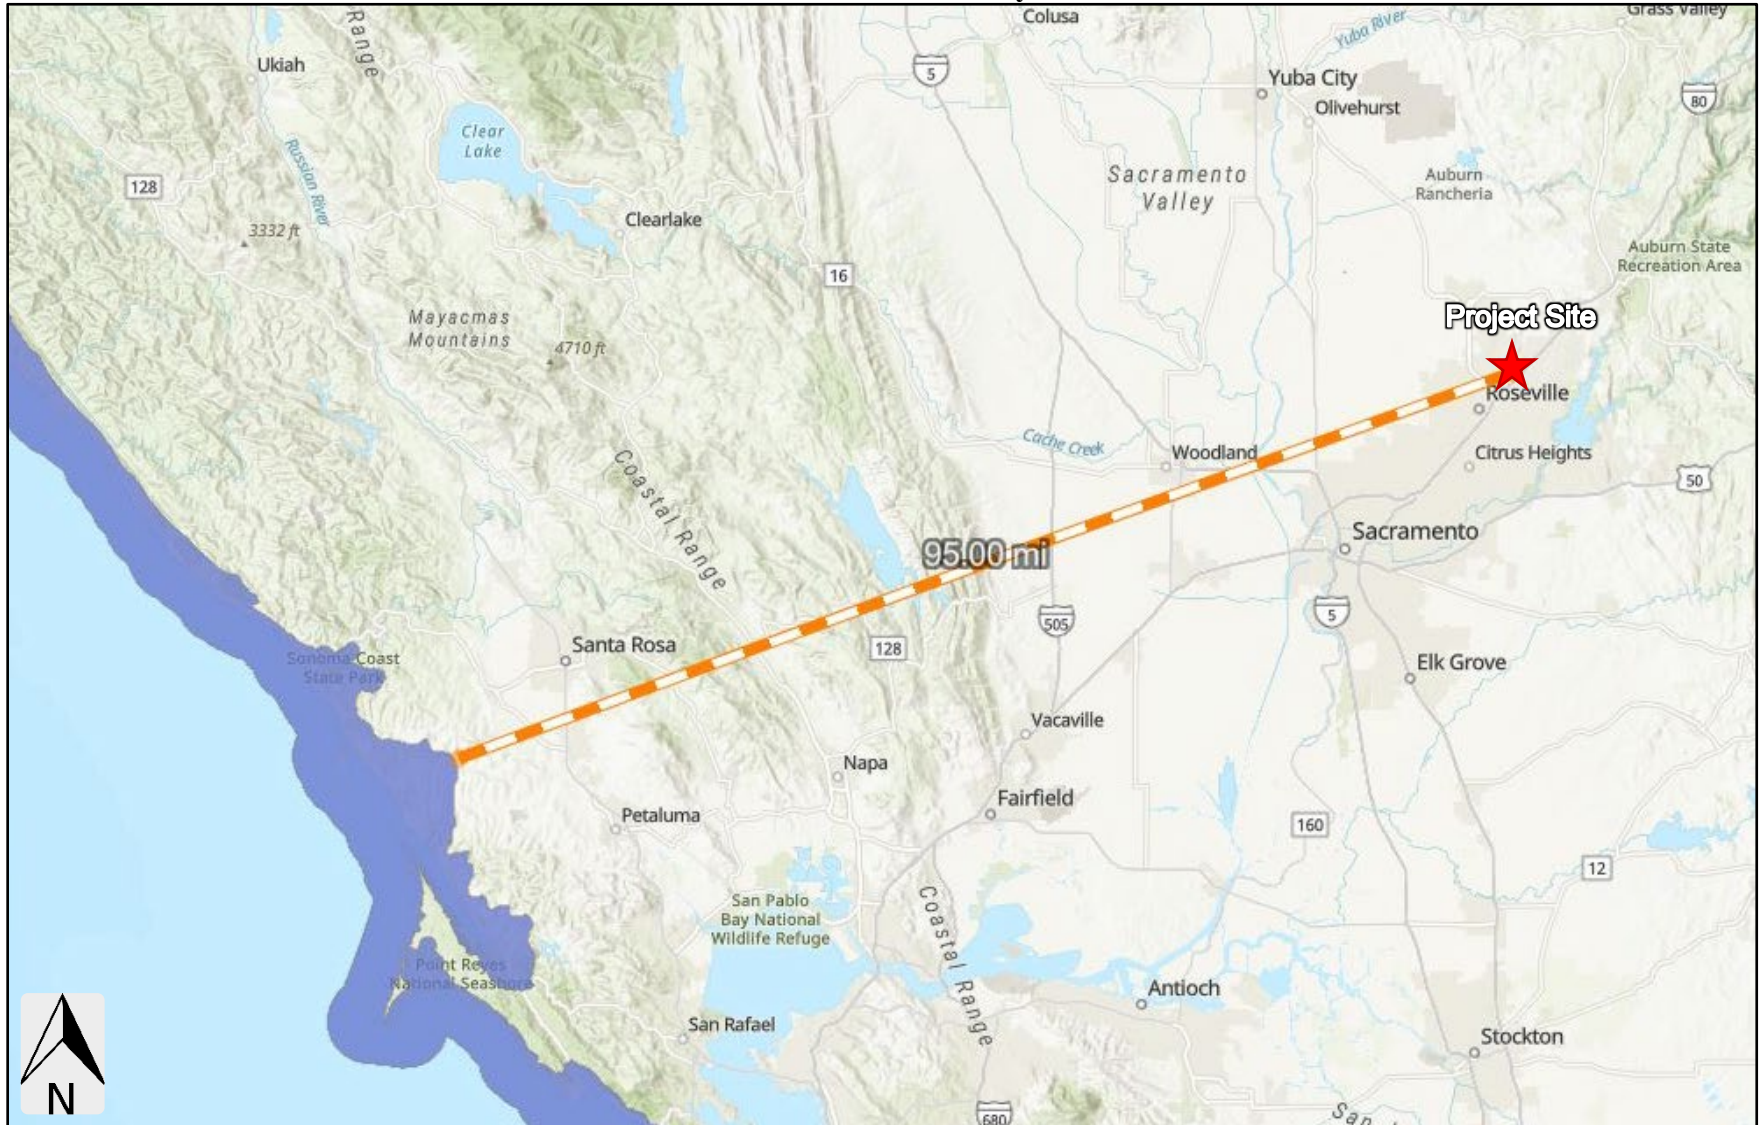 Colusa
Grass Valley
Range
Ukiah
5
Yuba River
Yuba City
80
Olivehurst
Clear
Lake
Russian River
128
Sacramento
Valley
Auburn
Rancheria
3332 ft
Clearlake
Auburn State
Recreation Area
16
Mayacmas
Mountains
4710 ft
Project Site
Roseville
Cache Creek
Woodland
Citrus Heights
50
Coastal Range
Sacramento
95.00 mi
505
5
Santa Rosa
128
Sonoma Coast
State Park
Elk Grove
Vacaville
Napa
Fairfield
Petaluma
160
12
San Pablo
Bay National
Wildlife Refuge
Coastal Range
Point Reyes
National Seashore
Antioch
San Rafael
Stockton
N
680
San